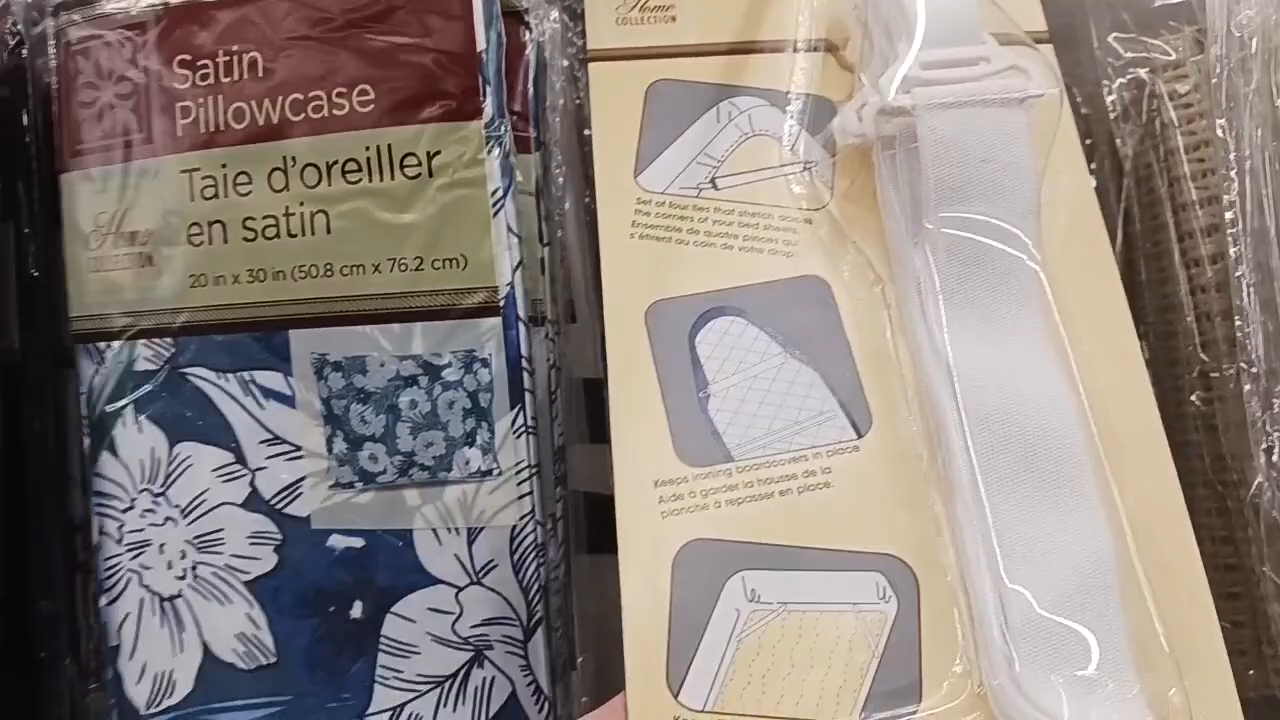 Satin
Pillowcase
Taie d'oreiller
en satin
Home
COLLECTION
20 in x 30 in (50.8 cm x 76.2 cm)
Home
COLLECTION
Set of four ties that stretch across
the corners of your bed sheets.
Ensemble de quatre pinces qui
s'étirent au coin de votre drap.
Keeps ironing boardcovers in place
Aide à garder la housse de la
planche à repasser en place.